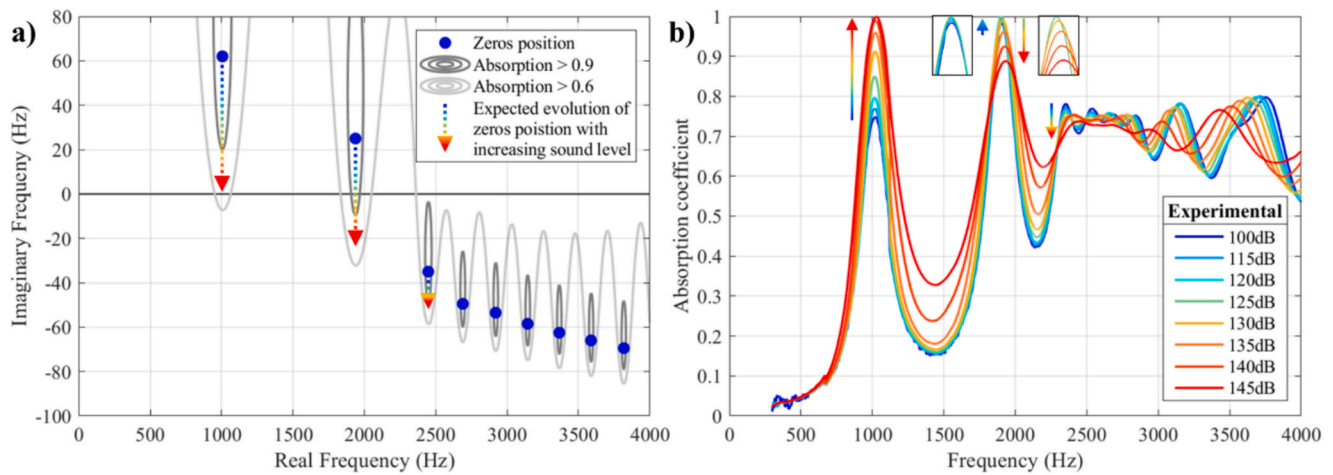 a)
80
60
40
20
0
-20
-40
-60
-80
-100
Imaginary Frequeny (Hz)
0 500 1000 1500 2000 2500 3000 3500 4000
Real Frequency (Hz)
Zeros position
Absorption > 0.9
Absorption > 0.6
Expected evolution of
zeros poistion with
increasing sound level
b)
1
0.9
0.8
0.7
0.6
0.5
0.4
0.3
0.2
0.1
0
Absorption coefficient
0 500 1000 1500 2000 2500 3000 3500 4000
Frequency (Hz)
Experimental
100dB
115dB
120dB
125dB
130dB
135dB
140dB
145dB